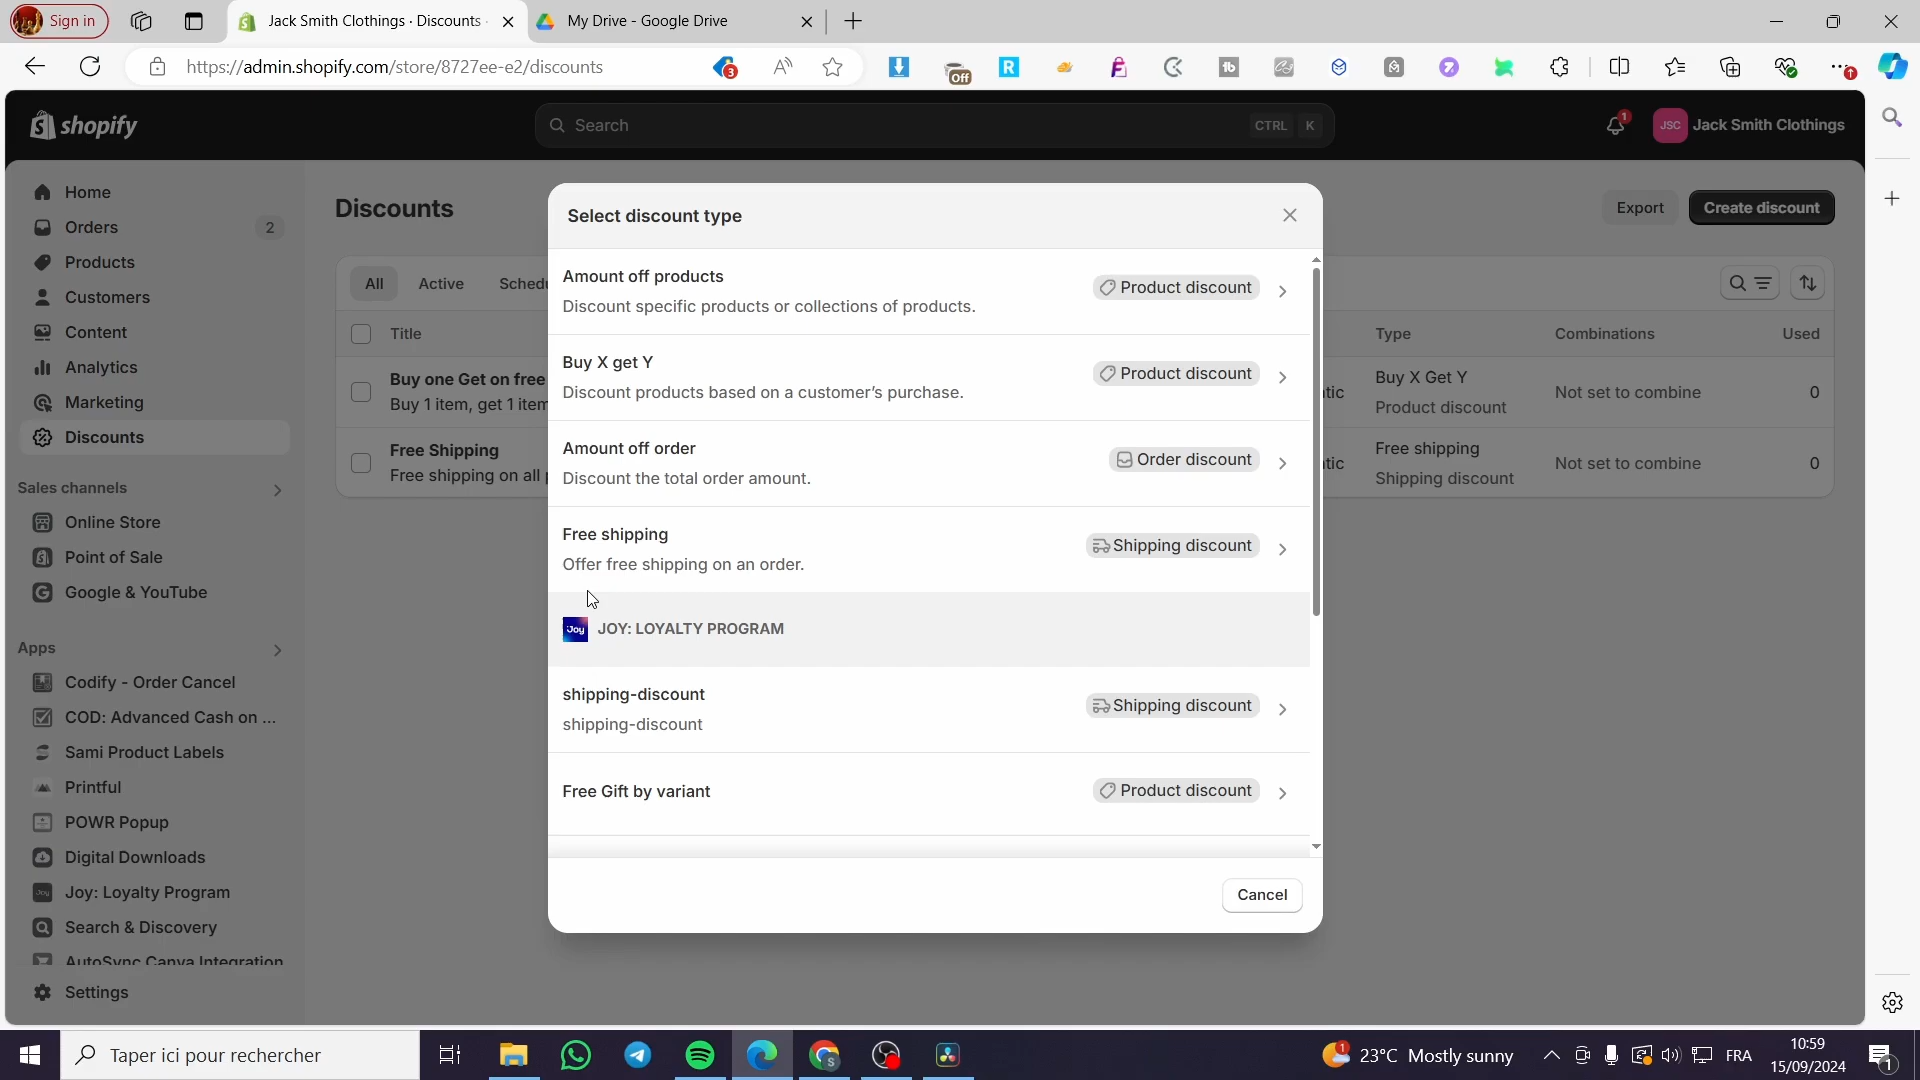 Sign in
Jack Smith Clothings · Discounts
My Drive - Google Drive
https://admin.shopify.com/store/8727ee-e2/discounts
3
Off
shopify
Search
CTRL K
1
JSC
Jack Smith Clothings
Home
Orders
2
Products
Customers
Content
Analytics
Marketing
Discounts
Sales channels
Online Store
Point of Sale
Google & YouTube
Apps
Codify - Order Cancel
COD: Advanced Cash on ...
Sami Product Labels
Printful
POWR Popup
Digital Downloads
Joy: Loyalty Program
Search & Discovery
AutoSync Canva Integration
Settings
Discounts
Export
Create discount
All
Active
Title
Type
Combinations
Used
Buy one Get on free
Buy 1 item, get 1 item
Buy X Get Y
Product discount
Not set to combine
0
Free Shipping
Free shipping on all
Free shipping
Shipping discount
Not set to combine
0
Select discount type
Amount off products
Discount specific products or collections of products.
Product discount
Buy X get Y
Discount products based on a customer's purchase.
Product discount
Amount off order
Discount the total order amount.
Order discount
Free shipping
Offer free shipping on an order.
Shipping discount
Joy
JOY: LOYALTY PROGRAM
shipping-discount
shipping-discount
Shipping discount
Free Gift by variant
Product discount
Cancel
Taper ici pour rechercher
1
23°C Mostly sunny
FRA
10:59
15/09/2024
1